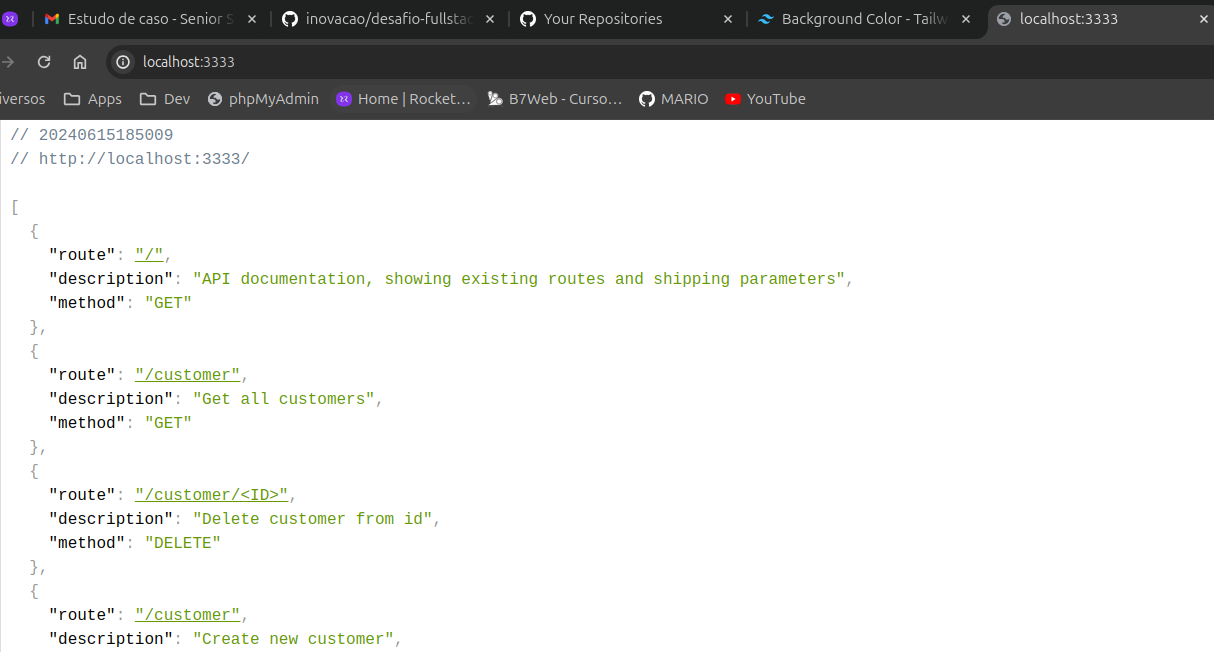 Estudo de caso - Senior S
inovacao/desafio-fullstac
Your Repositories
Background Color - Tailw
localhost:3333
localhost:3333
iversos
Apps
Dev
phpMyAdmin
Home | Rocket...
B7Web - Curso...
MARIO
YouTube
// 20240615185009
// http://localhost:3333/
[
{
"route": "/",
"description": "API documentation, showing existing routes and shipping parameters",
"method": "GET"
},
{
"route": "/customer",
"description": "Get all customers",
"method": "GET"
},
{
"route": "/customer/<ID>",
"description": "Delete customer from id",
"method": "DELETE"
},
{
"route": "/customer",
"description": "Create new customer",